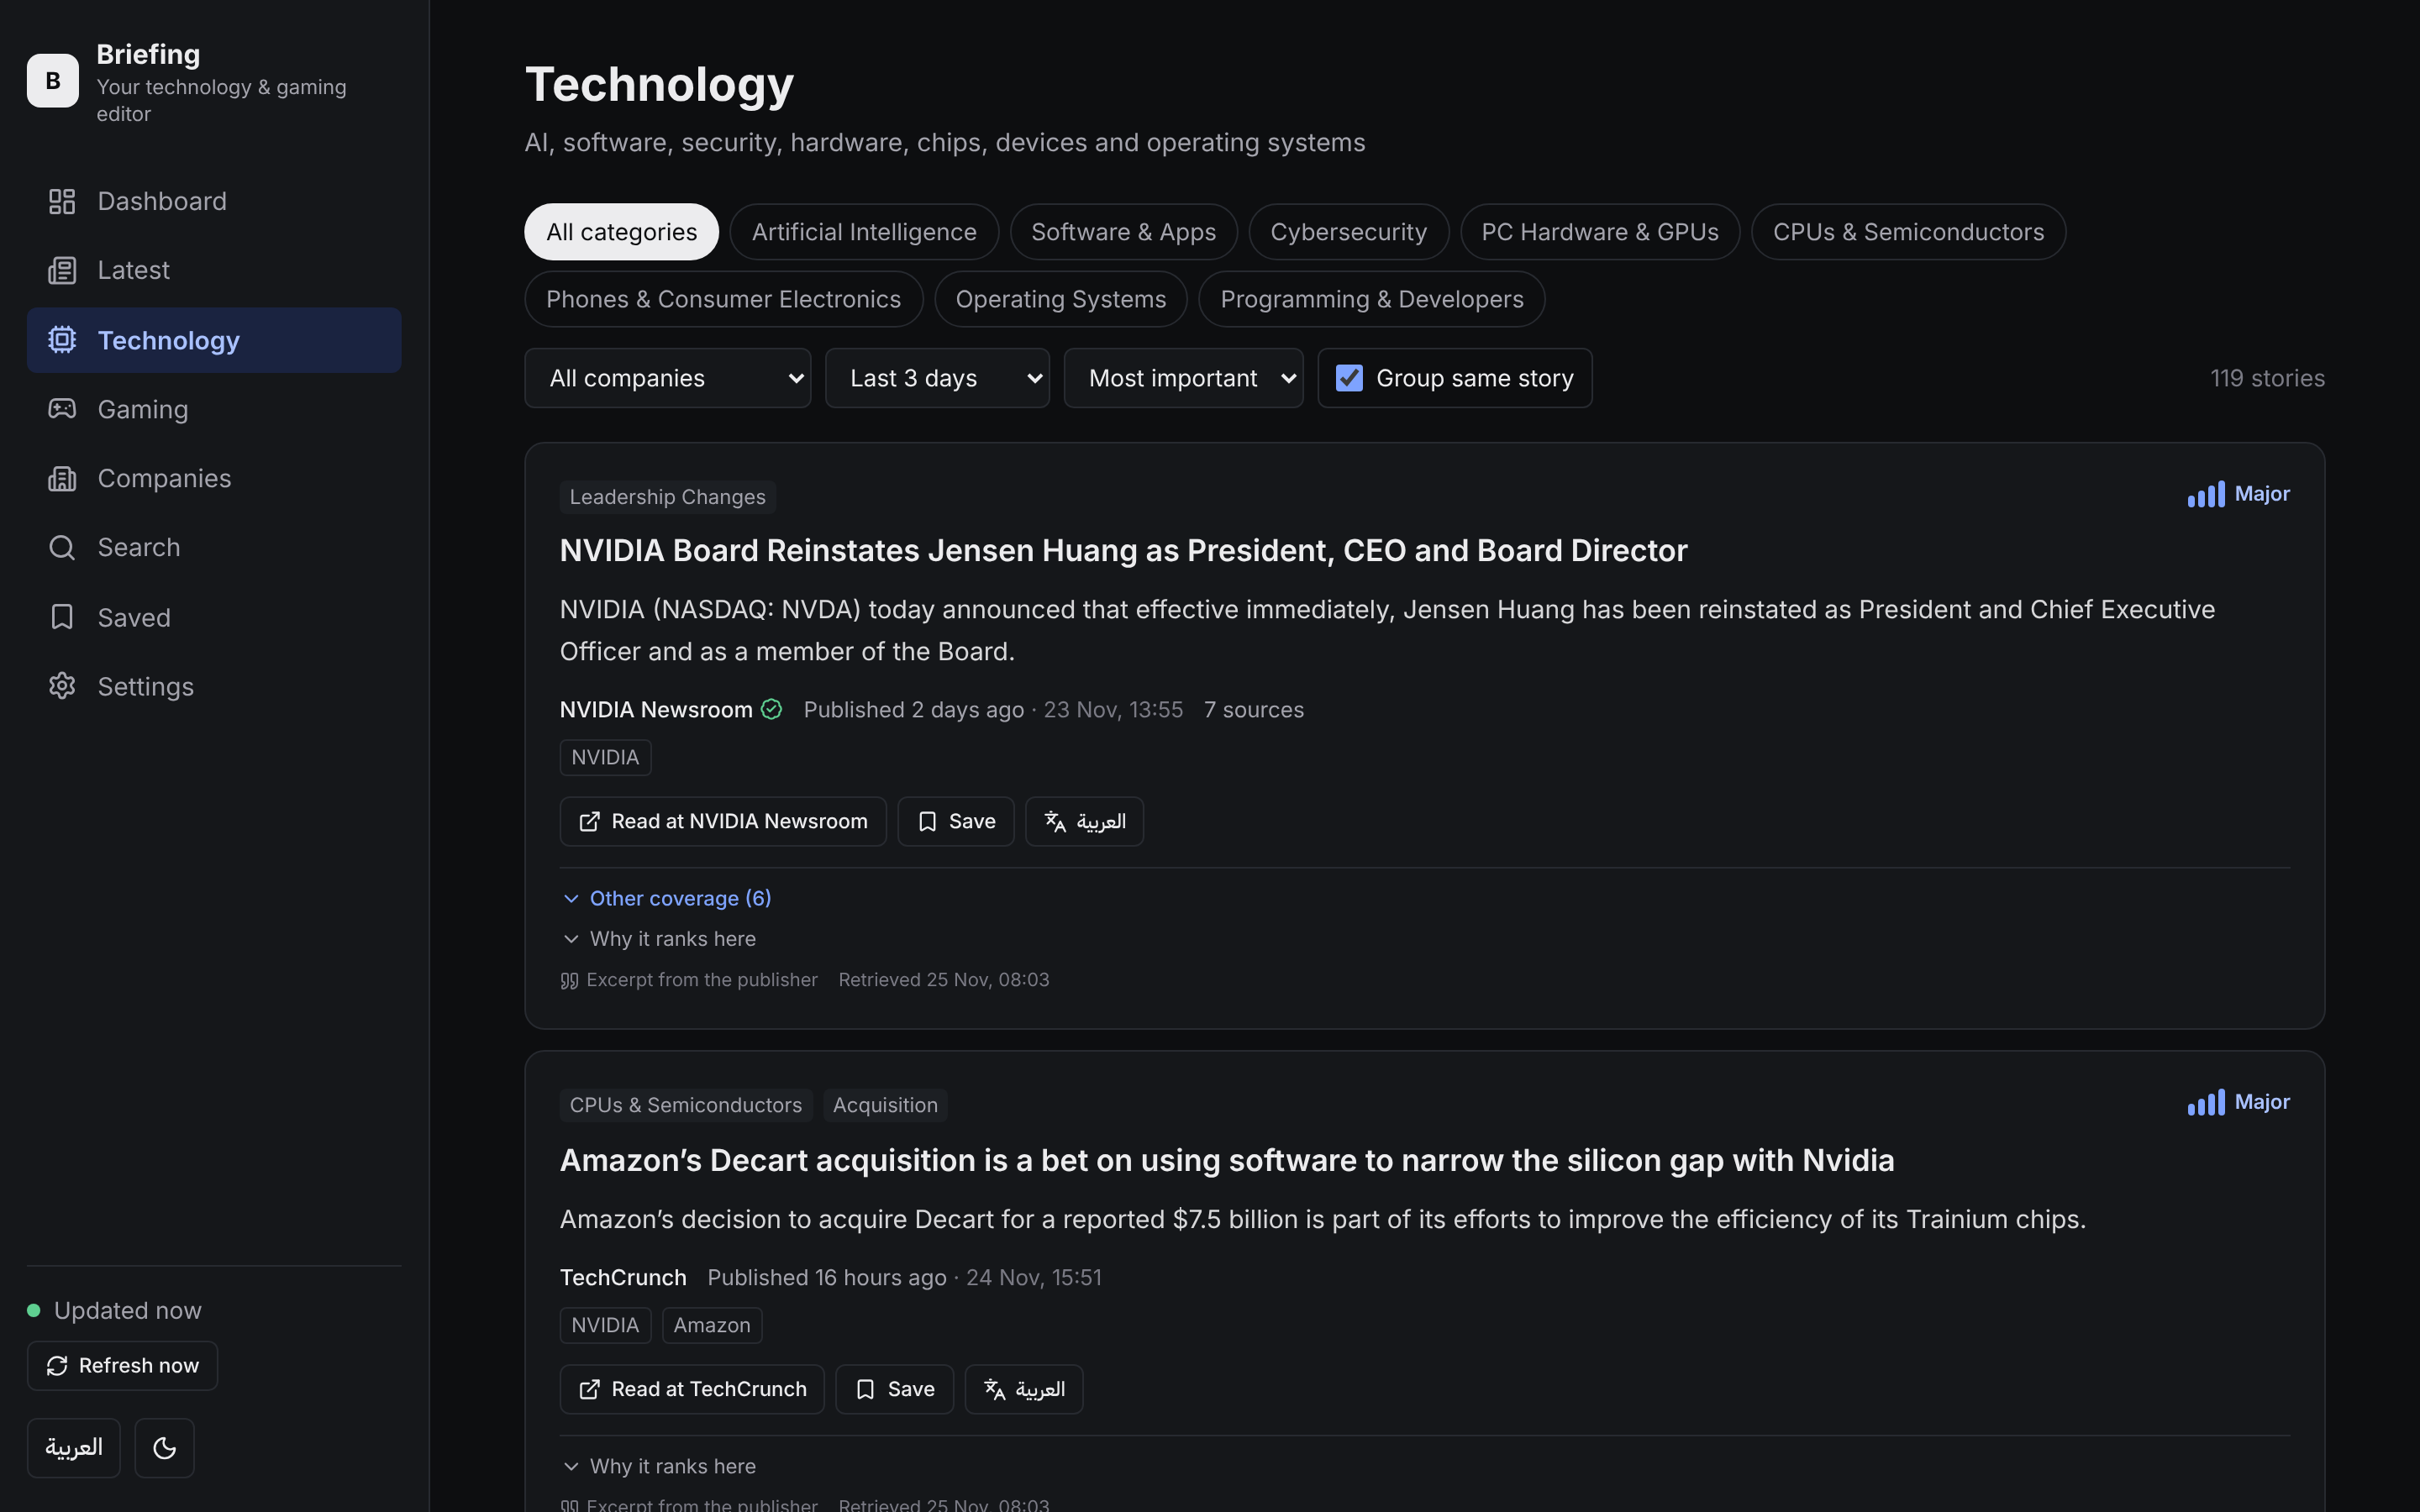 B
Briefing
Your technology & gaming
editor
Dashboard
Latest
Technology
Gaming
Companies
Search
Saved
Settings
Updated now
Refresh now
العربية
Technology
AI, software, security, hardware, chips, devices and operating systems
All categories
Artificial Intelligence
Software & Apps
Cybersecurity
PC Hardware & GPUs
CPUs & Semiconductors
Phones & Consumer Electronics
Operating Systems
Programming & Developers
All companies
Last 3 days
Most important
Group same story
119 stories
Leadership Changes
Major
NVIDIA Board Reinstates Jensen Huang as President, CEO and Board Director
NVIDIA (NASDAQ: NVDA) today announced that effective immediately, Jensen Huang has been reinstated as President and Chief Executive
Officer and as a member of the Board.
NVIDIA Newsroom Published 2 days ago · 23 Nov, 13:55 7 sources
NVIDIA
Read at NVIDIA Newsroom
Save
العربية
Other coverage (6)
Why it ranks here
Excerpt from the publisher Retrieved 25 Nov, 08:03
CPUs & Semiconductors
Acquisition
Major
Amazon’s Decart acquisition is a bet on using software to narrow the silicon gap with Nvidia
Amazon’s decision to acquire Decart for a reported $7.5 billion is part of its efforts to improve the efficiency of its Trainium chips.
TechCrunch Published 16 hours ago · 24 Nov, 15:51
NVIDIA
Amazon
Read at TechCrunch
Save
العربية
Why it ranks here
Excerpt from the publisher Retrieved 25 Nov, 08:03